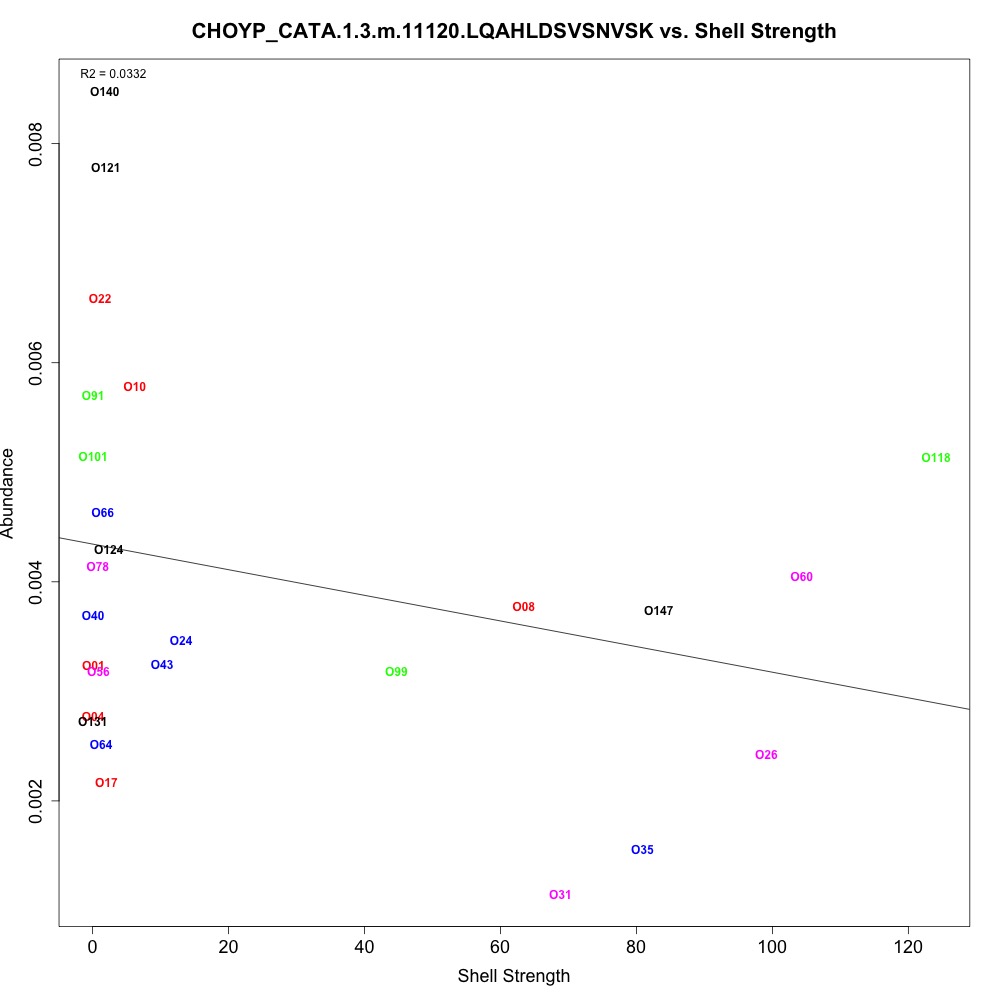 CHOYP_CATA.1.3.m.11120.LQAHLDSVSNVSK vs. Shell Strength
R2 = 0.0332
O140
0.008
O121
O22
0.006
O10
O91
O101
O118
Abundance
O66
O124
O78
O60
0.004
O08
O147
O40
O24
O43
O01
O56
O99
O04
O131
O64
O26
O17
0.002
O35
O31
0 20 40 60 80 100 120
Shell Strength